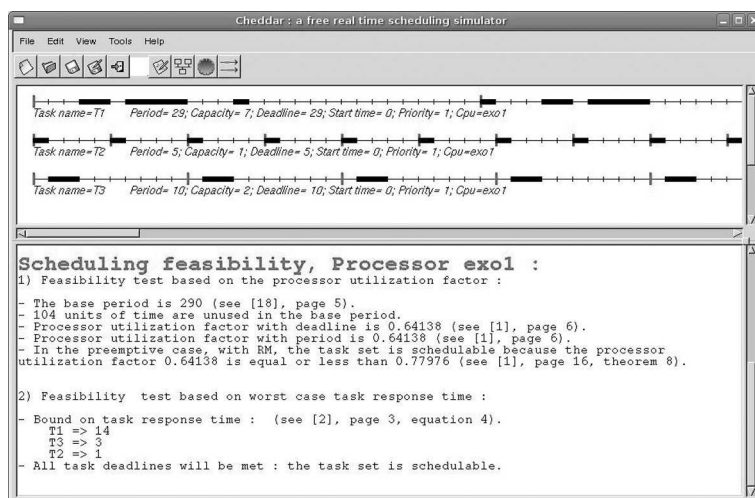 Cheddar : a free real time scheduling simulator
File Edit View Tools Help
Task name=T1 Period= 29; Capacity= 7; Deadline= 29; Start time= 0; Priority= 1; Cpu=exo1
Task name=T2 Period= 5; Capacity= 1; Deadline= 5; Start time= 0; Priority= 1; Cpu=exo1
Task name=T3 Period= 10; Capacity= 2; Deadline= 10; Start time= 0; Priority= 1; Cpu=exo1
Scheduling feasibility, Processor exo1 :
1) Feasibility test based on the processor utilization factor :
- The base period is 290 (see [18], page 5).
- 104 units of time are unused in the base period.
- Processor utilization factor with deadline is 0.64138 (see [1], page 6).
- Processor utilization factor with period is 0.64138 (see [1], page 6).
- In the preemptive case, with RM, the task set is schedulable because the processor
utilization factor 0.64138 is equal or less than 0.77976 (see [1], page 16, theorem 8).
2) Feasibility test based on worst case task response time :
- Bound on task response time : (see [2], page 3, equation 4).
T1 => 14
T3 => 3
T2 => 1
- All task deadlines will be met : the task set is schedulable.